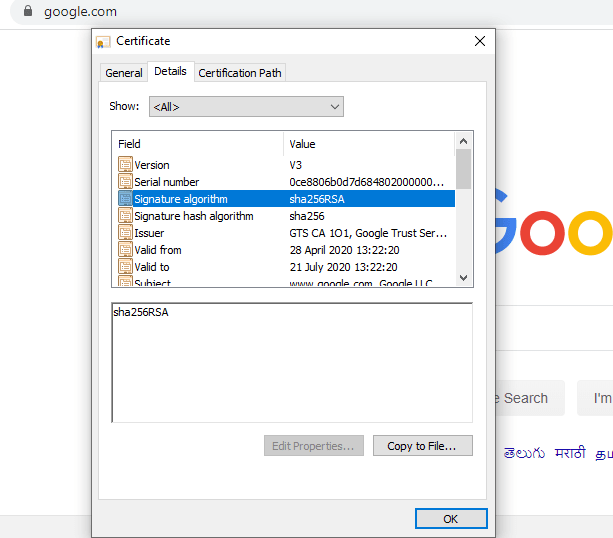 google.com
Certificate
General Details Certification Path
Show: <All>
Field Value
Version V3
Serial number 0ce8806b0d7d684802000000...
Signature algorithm sha256RSA
Signature hash algorithm sha256
Issuer GTS CA 1O1, Google Trust Ser...
Valid from 28 April 2020 13:22:20
Valid to 21 July 2020 13:22:20
Subject www.google.com, Google LLC
sha256RSA
Goo
e Search I'm
Edit Properties... Copy to File...
తెలుగు मराठी தமி
OK